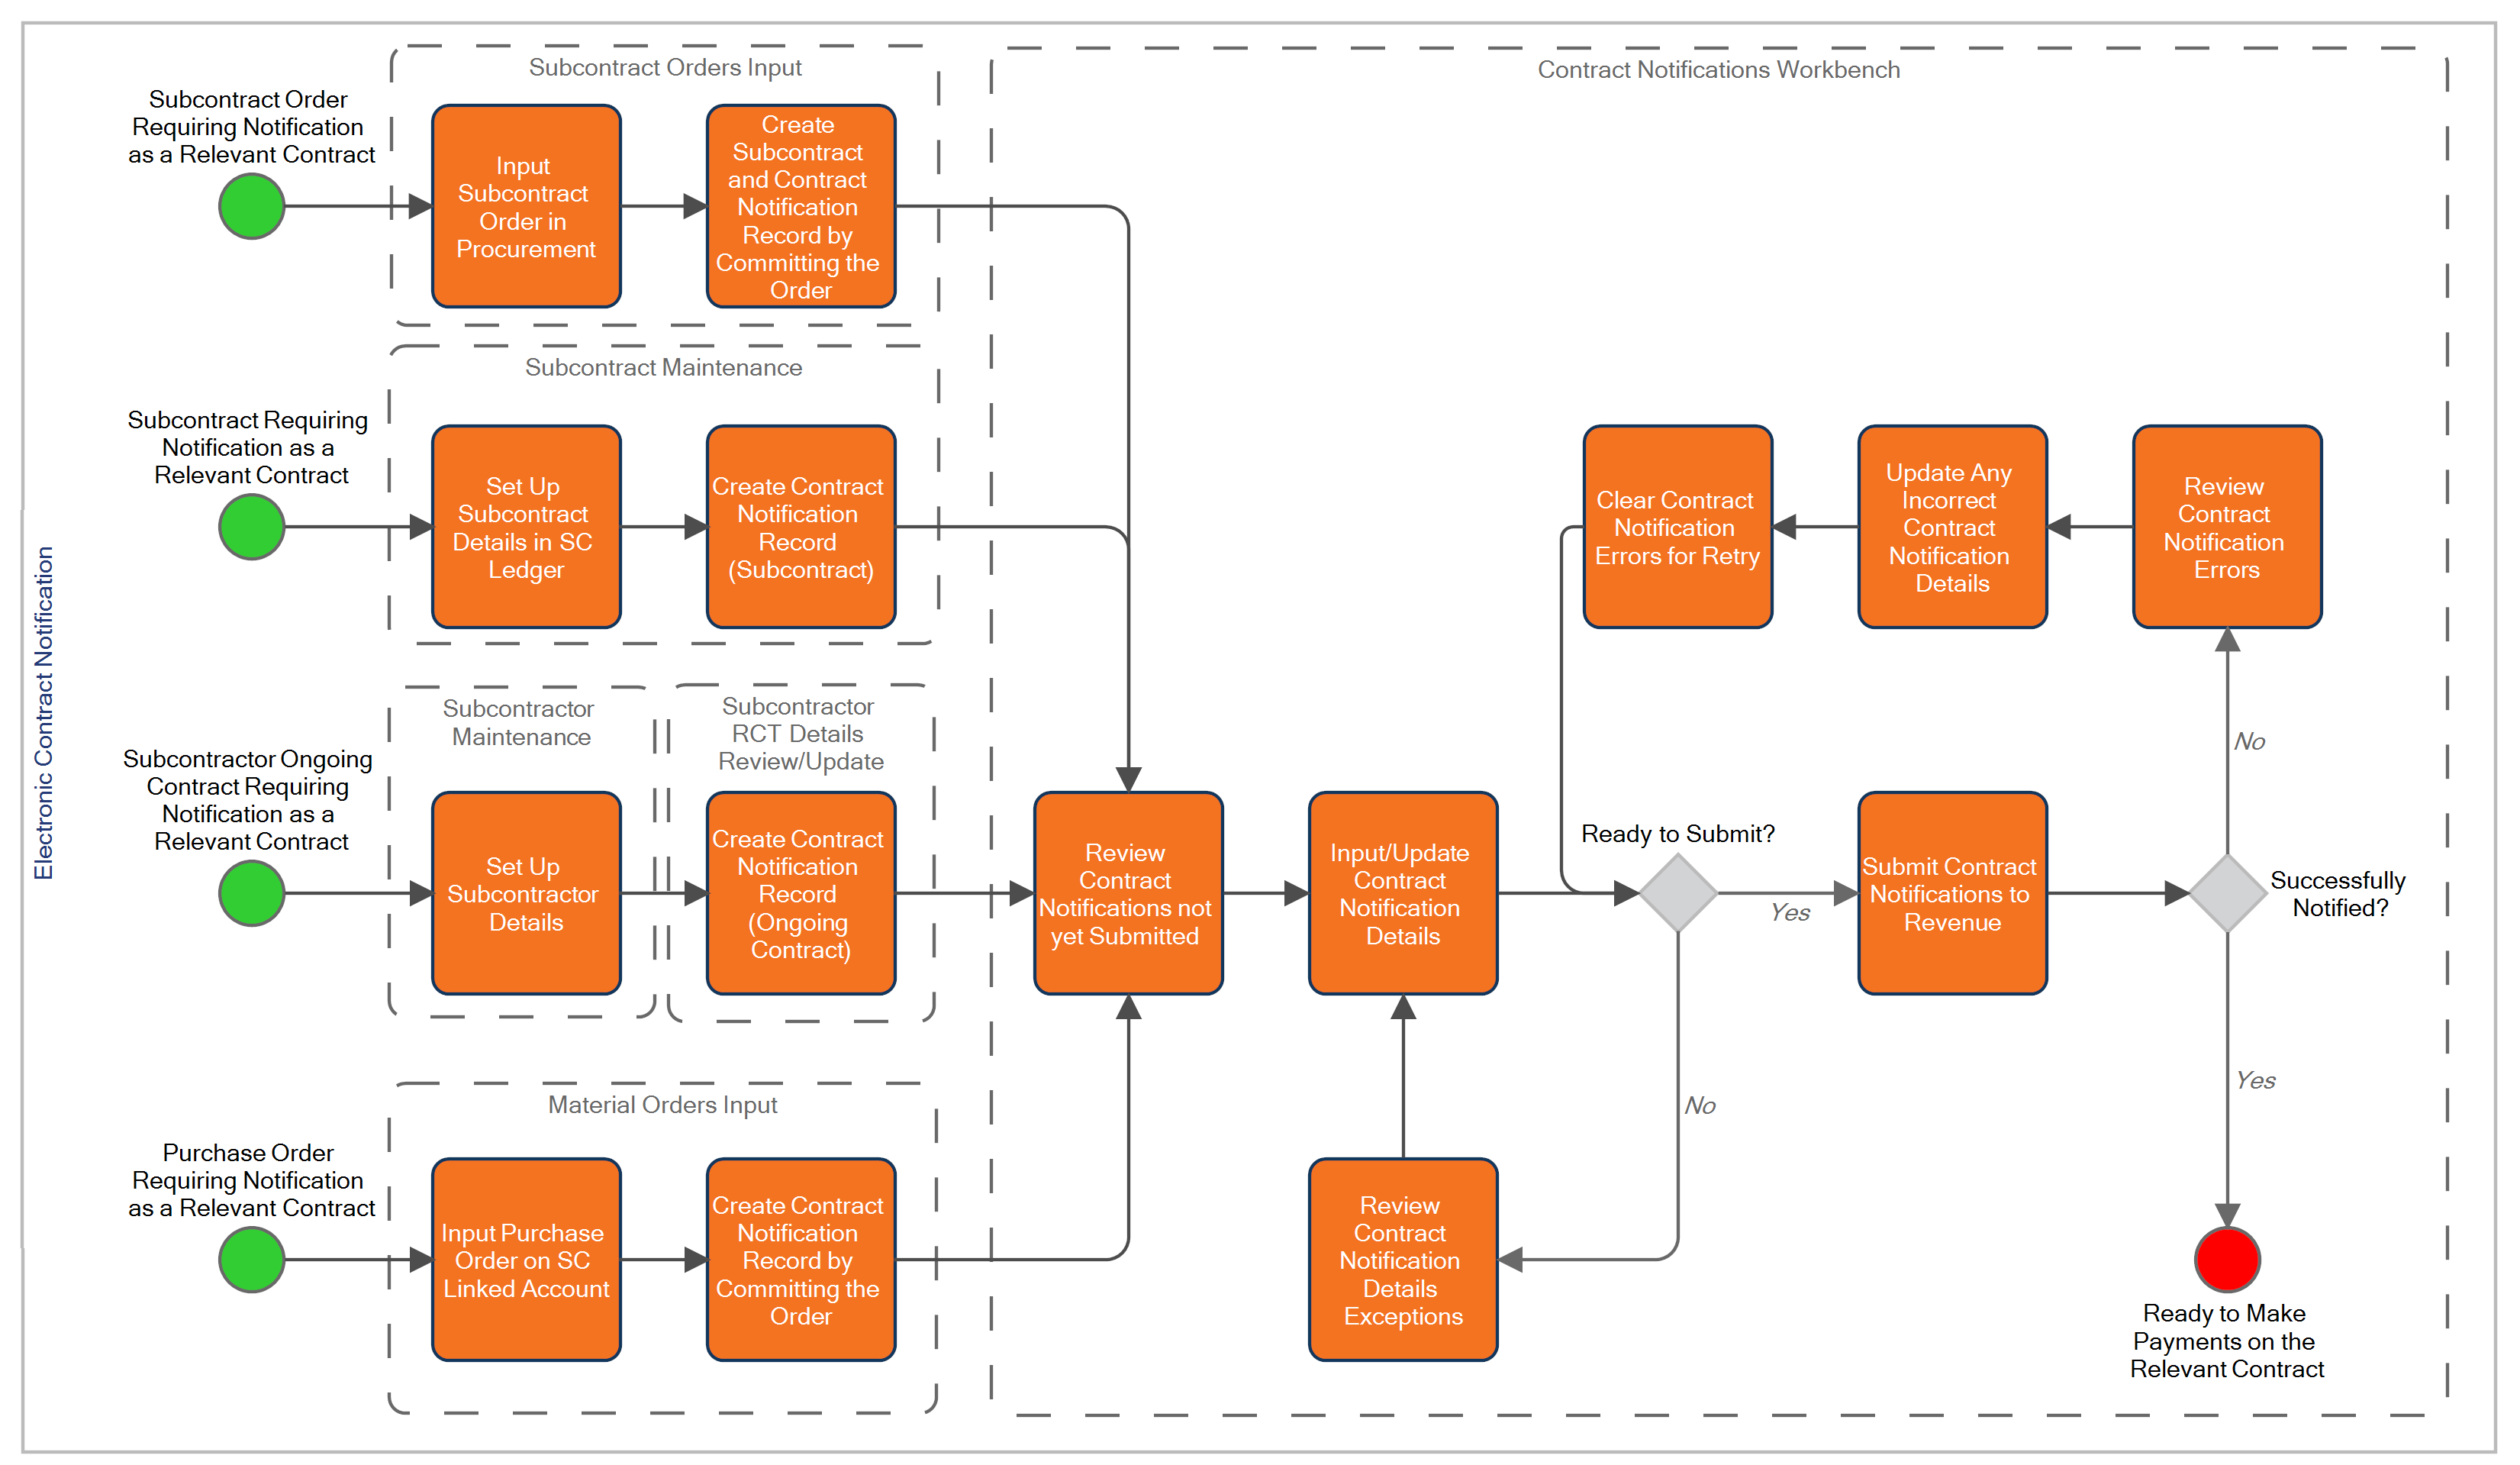 Electronic Contract Notification
Subcontract Orders Input
Contract Notifications Workbench
Subcontract Order
Requiring Notification
as a Relevant Contract
Input
Subcontract
Order in
Procurement
Create
Subcontract
and Contract
Notification
Record by
Committing the
Order
Subcontract Maintenance
Subcontract Requiring
Notification as a
Relevant Contract
Set Up
Subcontract
Details in SC
Ledger
Create Contract
Notification
Record
(Subcontract)
Clear Contract
Notification
Errors for Retry
Update Any
Incorrect
Contract
Notification
Details
Review
Contract
Notification
Errors
Subcontractor
Maintenance
Subcontractor
RCT Details
Review/Update
Subcontractor Ongoing
Contract Requiring
Notification as a
Relevant Contract
Set Up
Subcontractor
Details
Create Contract
Notification
Record
(Ongoing
Contract)
Review
Contract
Notifications not
yet Submitted
Input/Update
Contract
Notification
Details
Ready to Submit?
Yes
Submit Contract
Notifications to
Revenue
No
Successfully
Notified?
Yes
No
Material Orders Input
Purchase Order
Requiring Notification
as a Relevant Contract
Input Purchase
Order on SC
Linked Account
Create Contract
Notification
Record by
Committing the
Order
Review
Contract
Notification
Details
Exceptions
Ready to Make
Payments on the
Relevant Contract